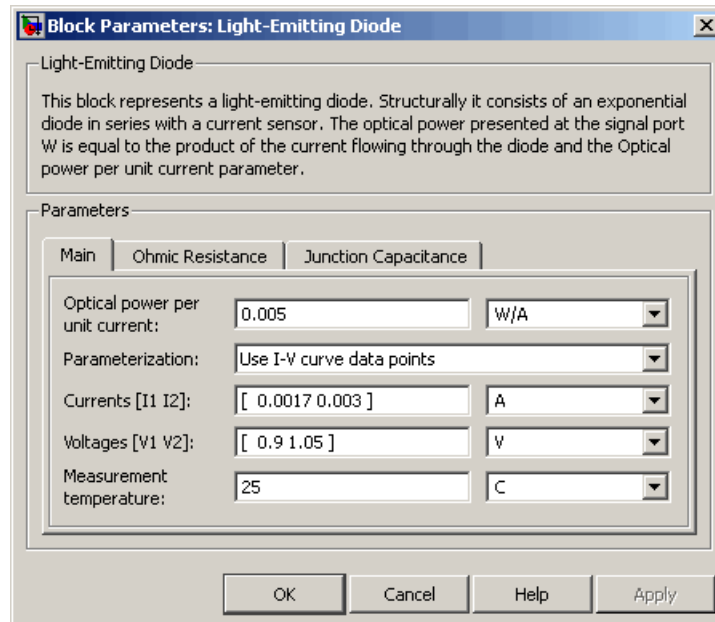 Block Parameters: Light-Emitting Diode
Light-Emitting Diode
This block represents a light-emitting diode. Structurally it consists of an exponential
diode in series with a current sensor. The optical power presented at the signal port
W is equal to the product of the current flowing through the diode and the Optical
power per unit current parameter.
Parameters
Main Ohmic Resistance Junction Capacitance
Optical power per
unit current: 0.005 W/A
Parameterization: Use I-V curve data points
Currents [I1 I2]: [ 0.0017 0.003 ] A
Voltages [V1 V2]: [ 0.9 1.05 ] V
Measurement
temperature: 25 C
OK Cancel Help Apply